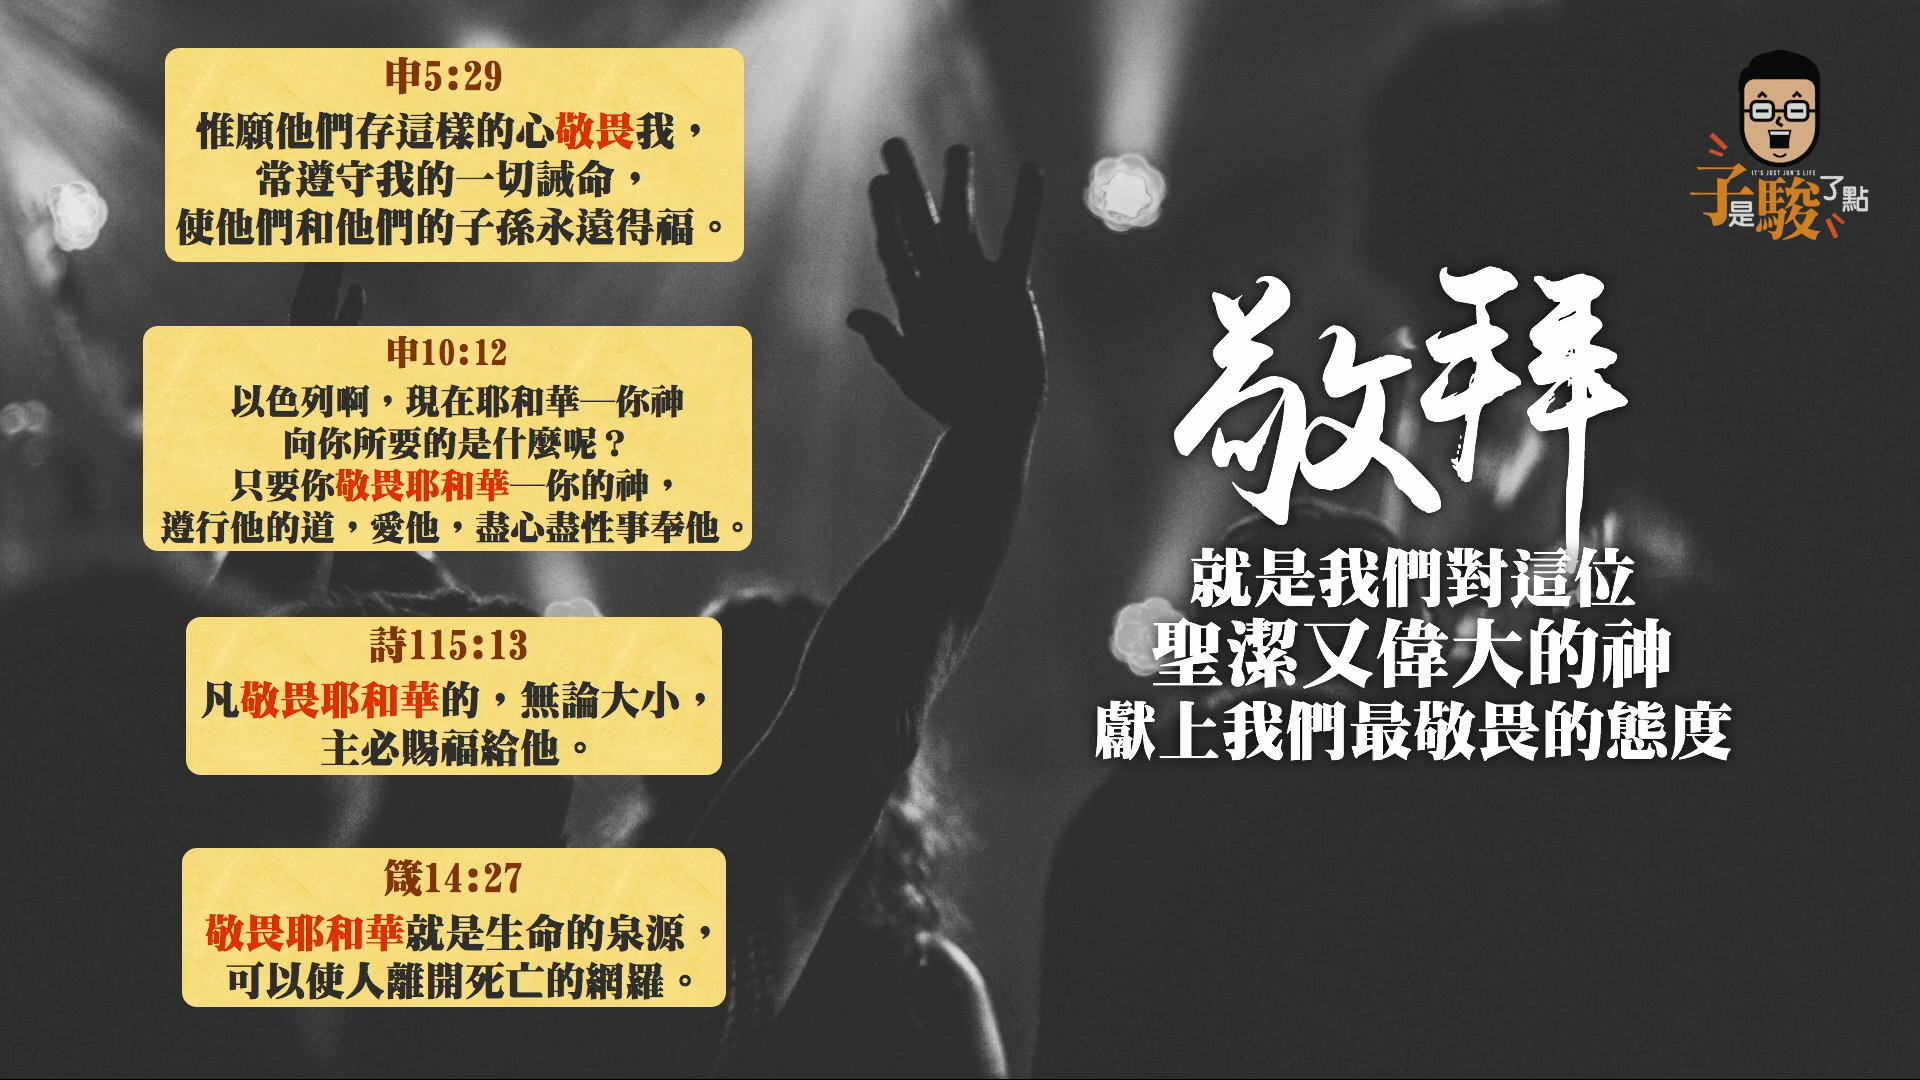 申5:29
惟願他們存這樣的心敬畏我，
常遵守我的一切誡命，
使他們和他們的子孫永遠得福。
申10:12
以色列啊，現在耶和華─你神
向你所要的是什麼呢？
只要你敬畏耶和華─你的神，
遵行他的道，愛他，盡心盡性事奉他。
詩115:13
凡敬畏耶和華的，無論大小，
主必賜福給他。
箴14:27
敬畏耶和華就是生命的泉源，
可以使人離開死亡的網羅。
IT'S JUST JUN'S LIFE
子是駿了點
敬拜
就是我們對這位
聖潔又偉大的神
獻上我們最敬畏的態度